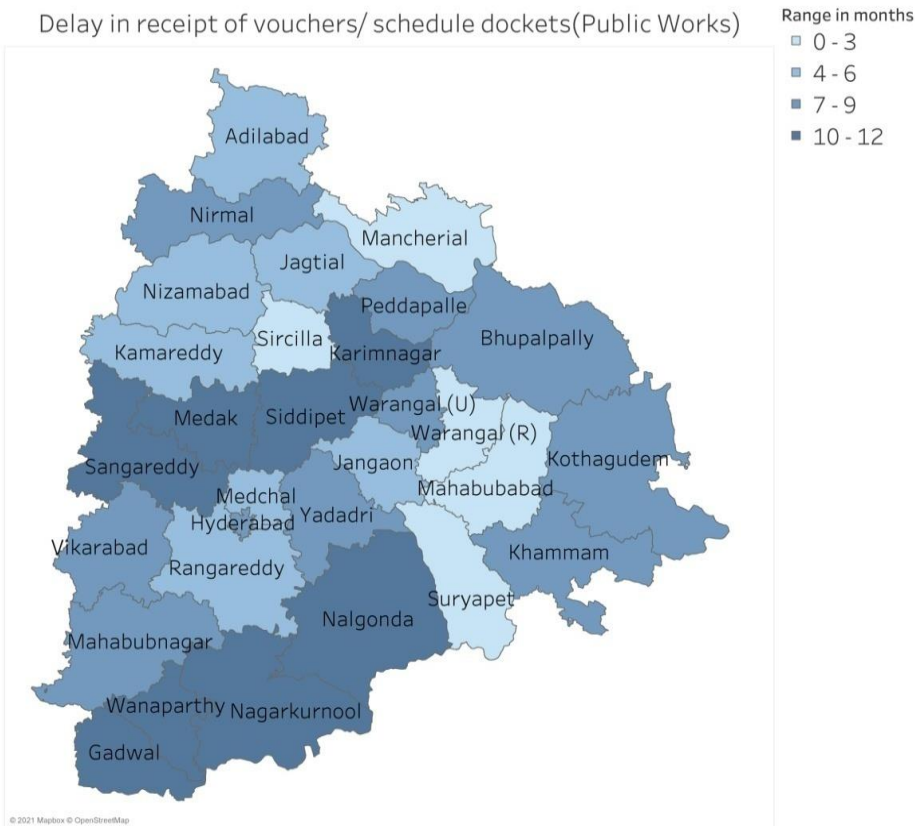 Delay in receipt of vouchers/ schedule dockets(Public Works)
Range in months
0 - 3
4 - 6
7 - 9
10 - 12
Adilabad
Nirmal
Mancherial
Jagtial
Nizamabad
Peddapalle
Sircilla
Bhupalpally
Kamareddy
Karimnagar
Warangal (U)
Medak
Siddipet
Warangal (R)
Sangareddy
Jangaon
Kothagudem
Mahabubabad
Medchal
Yadadri
Hyderabad
Vikarabad
Khammam
Rangareddy
Suryapet
Nalgonda
Mahabubnagar
Wanaparthy
Nagarkurnool
Gadwal
© 2021 Mapbox © OpenStreetMap